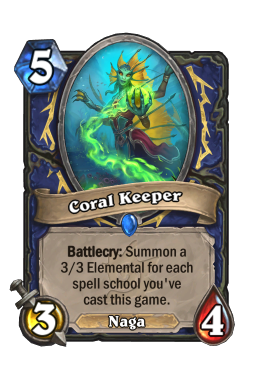 5
Coral Keeper
Battlecry: Summon a
3/3 Elemental for each
spell school you've
cast this game.
3
Naga
4